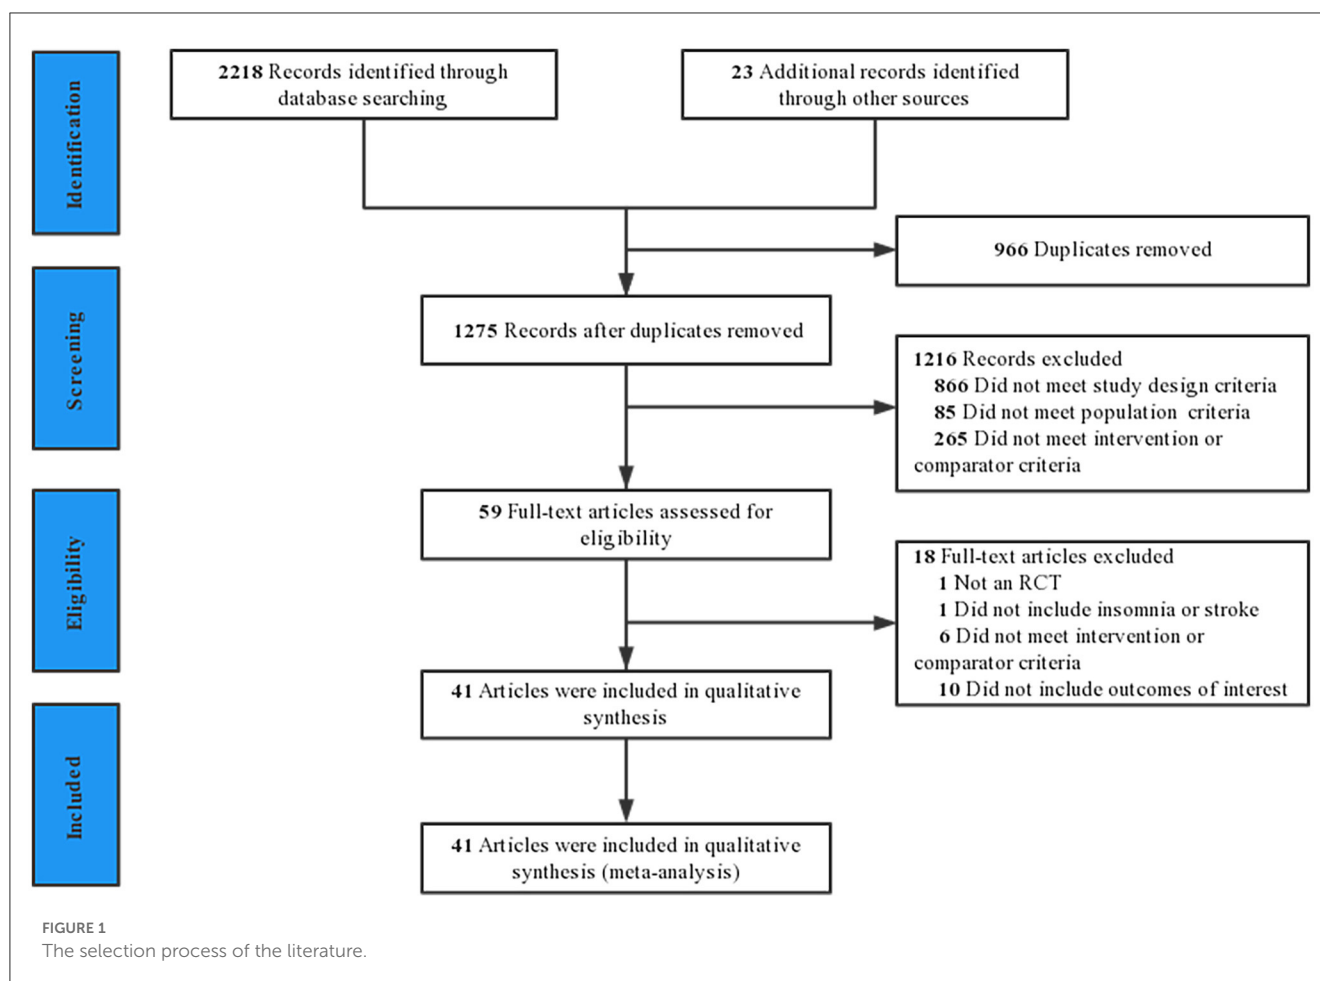 Identification
2218 Records identified through
database searching
23 Additional records identified
through other sources
966 Duplicates removed
Screening
1275 Records after duplicates removed
1216 Records excluded
866 Did not meet study design criteria
85 Did not meet population criteria
265 Did not meet intervention or
comparator criteria
Eligibility
59 Full-text articles assessed for
eligibility
18 Full-text articles excluded
1 Not an RCT
1 Did not include insomnia or stroke
6 Did not meet intervention or
comparator criteria
10 Did not include outcomes of interest
41 Articles were included in qualitative
synthesis
Included
41 Articles were included in qualitative
synthesis (meta-analysis)
FIGURE 1
The selection process of the literature.